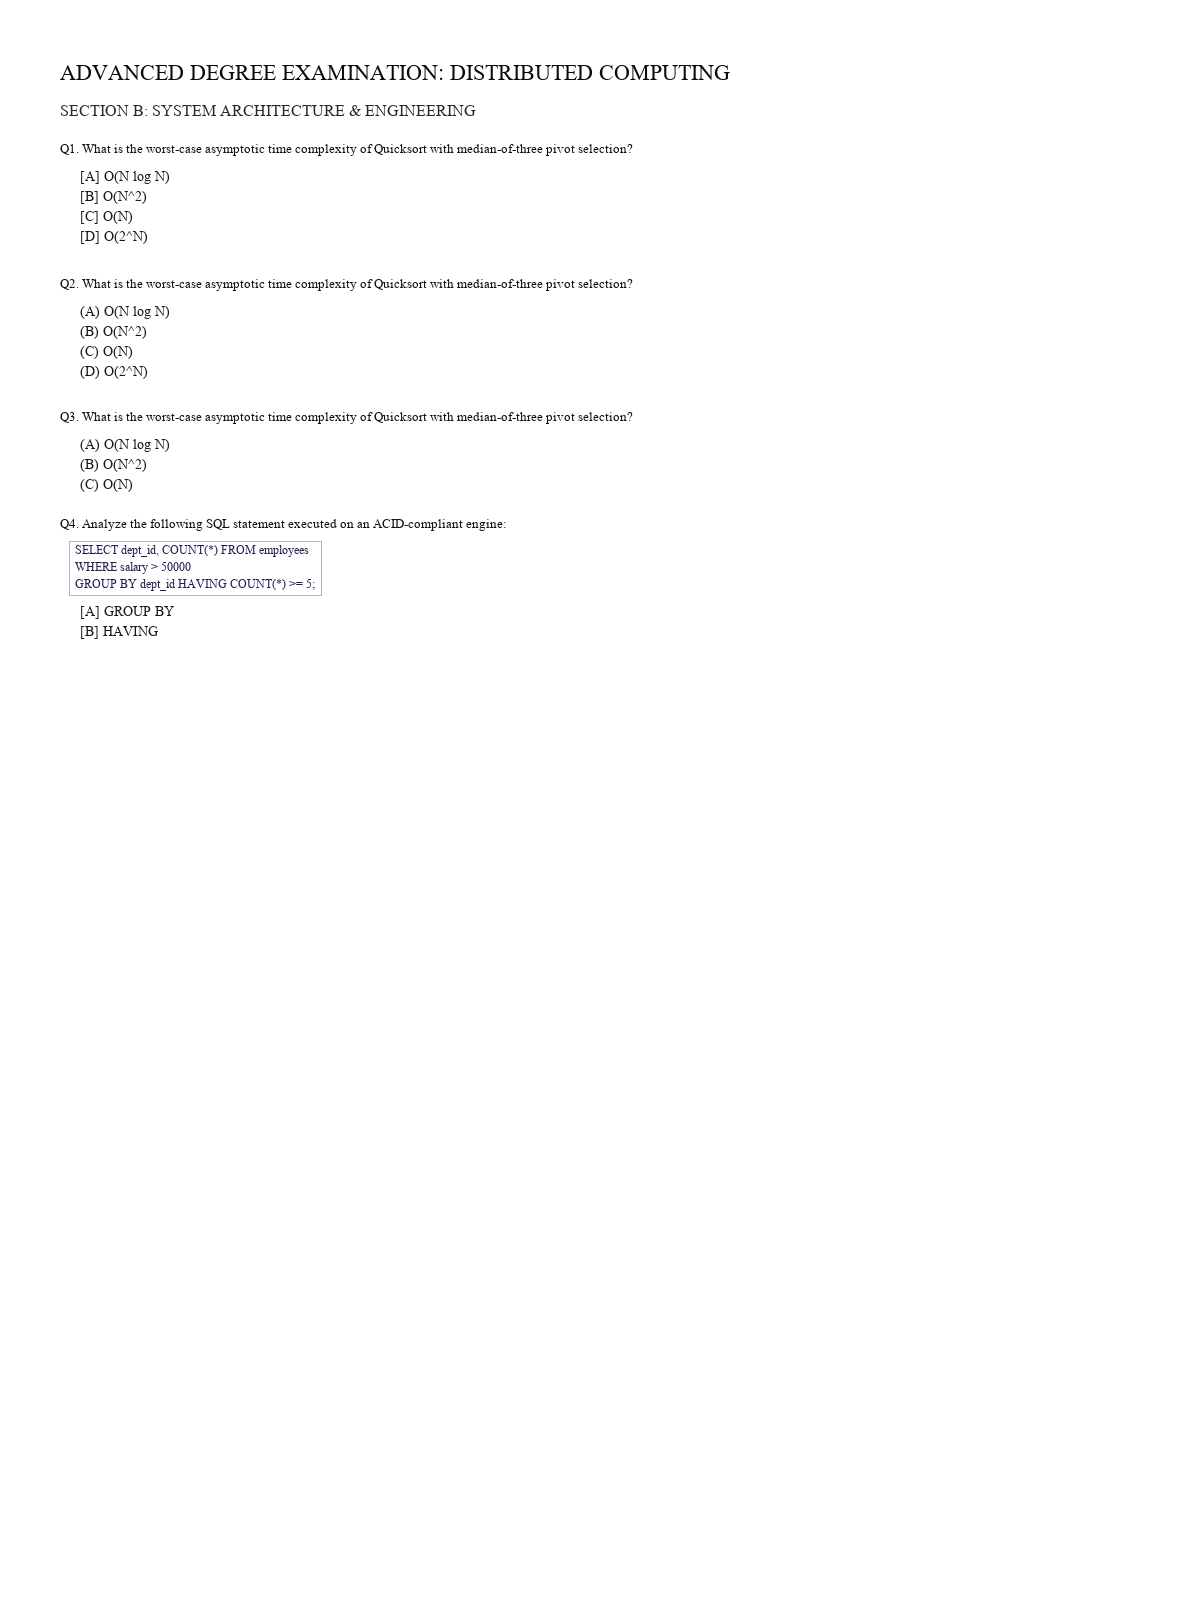 ADVANCED DEGREE EXAMINATION: DISTRIBUTED COMPUTING
SECTION B: SYSTEM ARCHITECTURE & ENGINEERING
Q1. What is the worst-case asymptotic time complexity of Quicksort with median-of-three pivot selection?
[A] O(N log N)
[B] O(N^2)
[C] O(N)
[D] O(2^N)
Q2. What is the worst-case asymptotic time complexity of Quicksort with median-of-three pivot selection?
(A) O(N log N)
(B) O(N^2)
(C) O(N)
(D) O(2^N)
Q3. What is the worst-case asymptotic time complexity of Quicksort with median-of-three pivot selection?
(A) O(N log N)
(B) O(N^2)
(C) O(N)
Q4. Analyze the following SQL statement executed on an ACID-compliant engine:
SELECT dept_id, COUNT(*) FROM employees
WHERE salary > 50000
GROUP BY dept_id HAVING COUNT(*) >= 5;
[A] GROUP BY
[B] HAVING